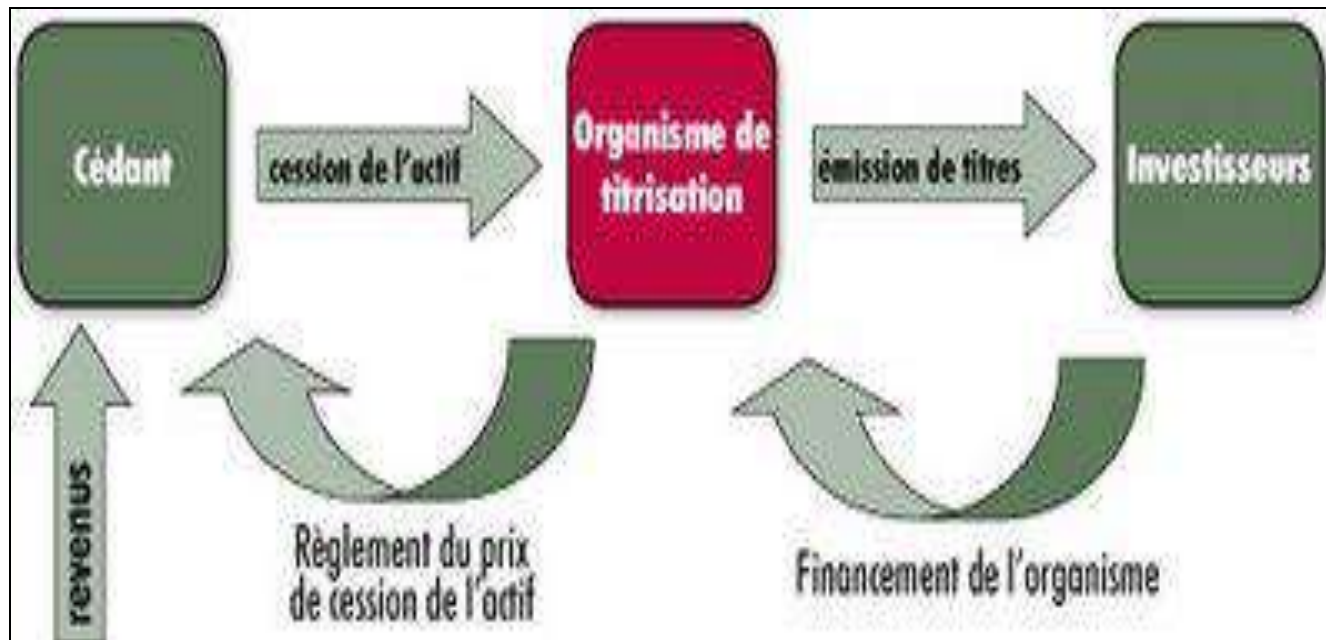 Cédant
cession de l'actif
Organisme de
titrisation
émission de titres
Investisseurs
revenus
Règlement du prix
de cession de l'actif
Financement de l'organisme